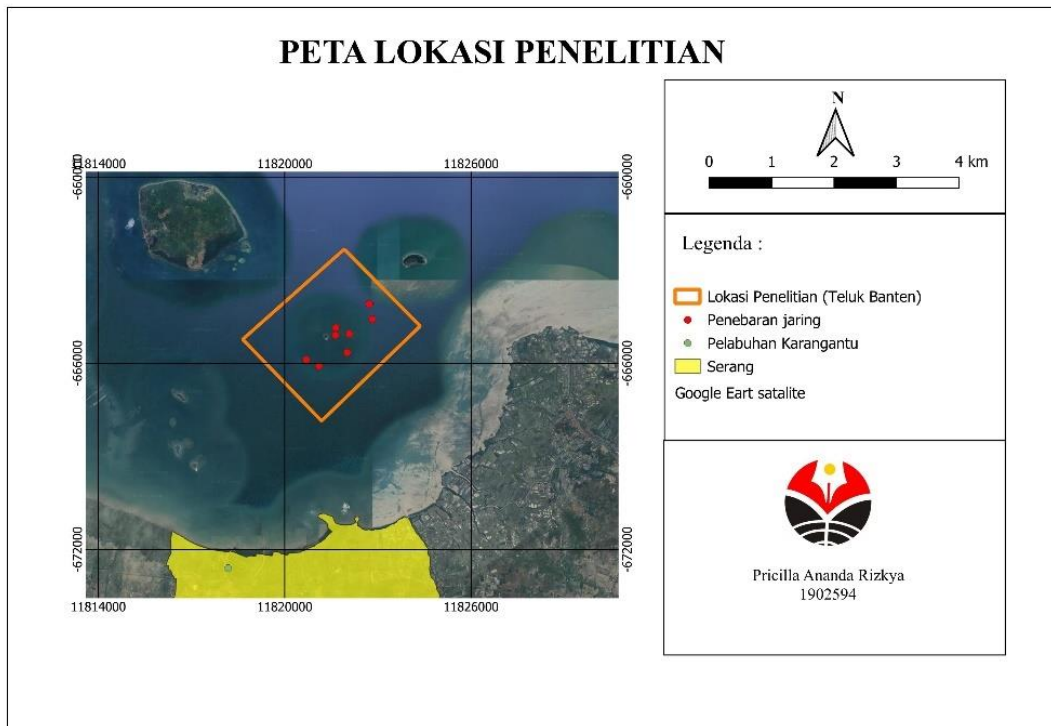 PETA LOKASI PENELITIAN
11814000 11820000 11826000
-660000 -660000
-666000 -666000
-672000 -672000
11814000 11820000 11826000
N
0 1 2 3 4 km
Legenda :
Lokasi Penelitian (Teluk Banten)
Penebaran jaring
Pelabuhan Karangantu
Serang
Google Eart satalite
Pricilla Ananda Rizkya
1902594